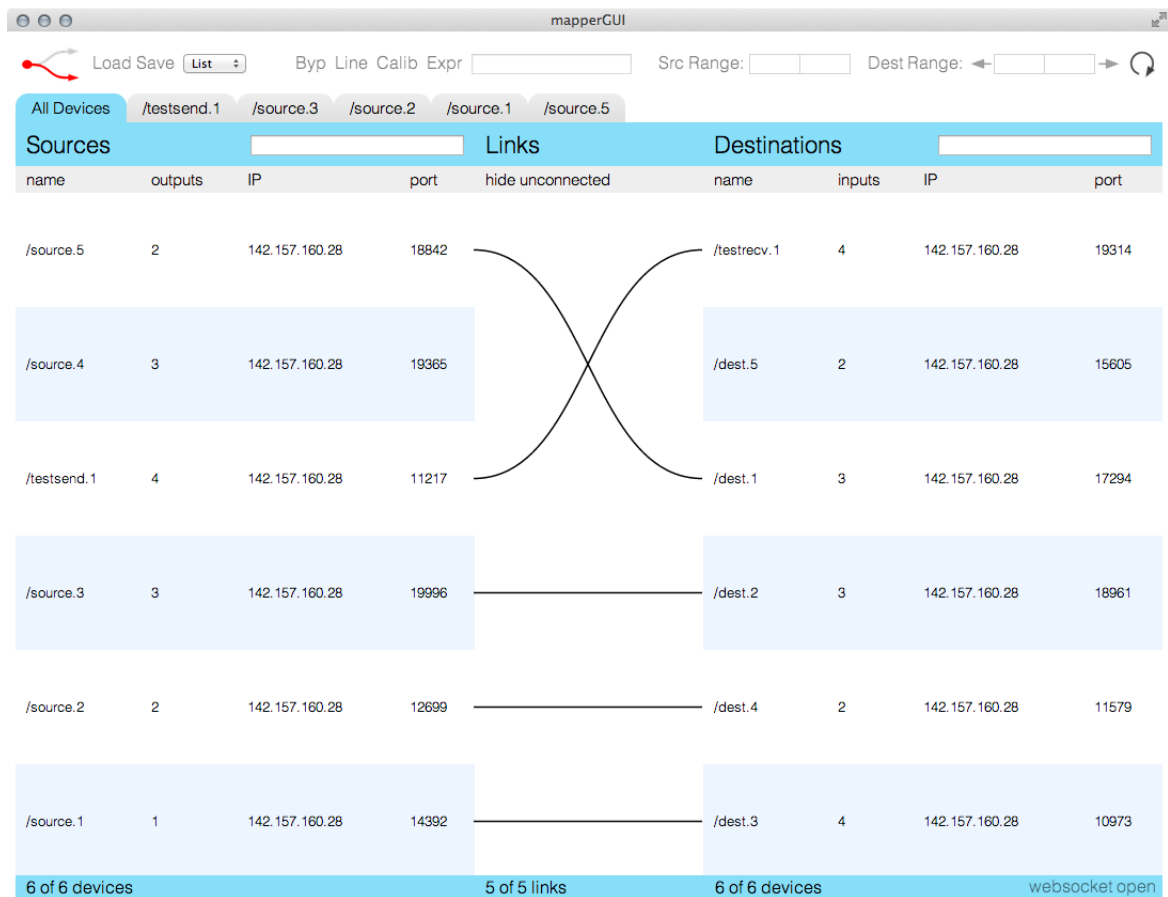 mapperGUI
Load Save List Byp Line Calib Expr Src Range: Dest Range:
All Devices /testsend.1 /source.3 /source.2 /source.1 /source.5
Sources Links Destinations
name outputs IP port hide unconnected name inputs IP port
/source.5 2 142.157.160.28 18842 /testrecv.1 4 142.157.160.28 19314
/source.4 3 142.157.160.28 19365 /dest.5 2 142.157.160.28 15605
/testsend.1 4 142.157.160.28 11217 /dest.1 3 142.157.160.28 17294
/source.3 3 142.157.160.28 19996 /dest.2 3 142.157.160.28 18961
/source.2 2 142.157.160.28 12699 /dest.4 2 142.157.160.28 11579
/source.1 1 142.157.160.28 14392 /dest.3 4 142.157.160.28 10973
6 of 6 devices 5 of 5 links 6 of 6 devices websocket open